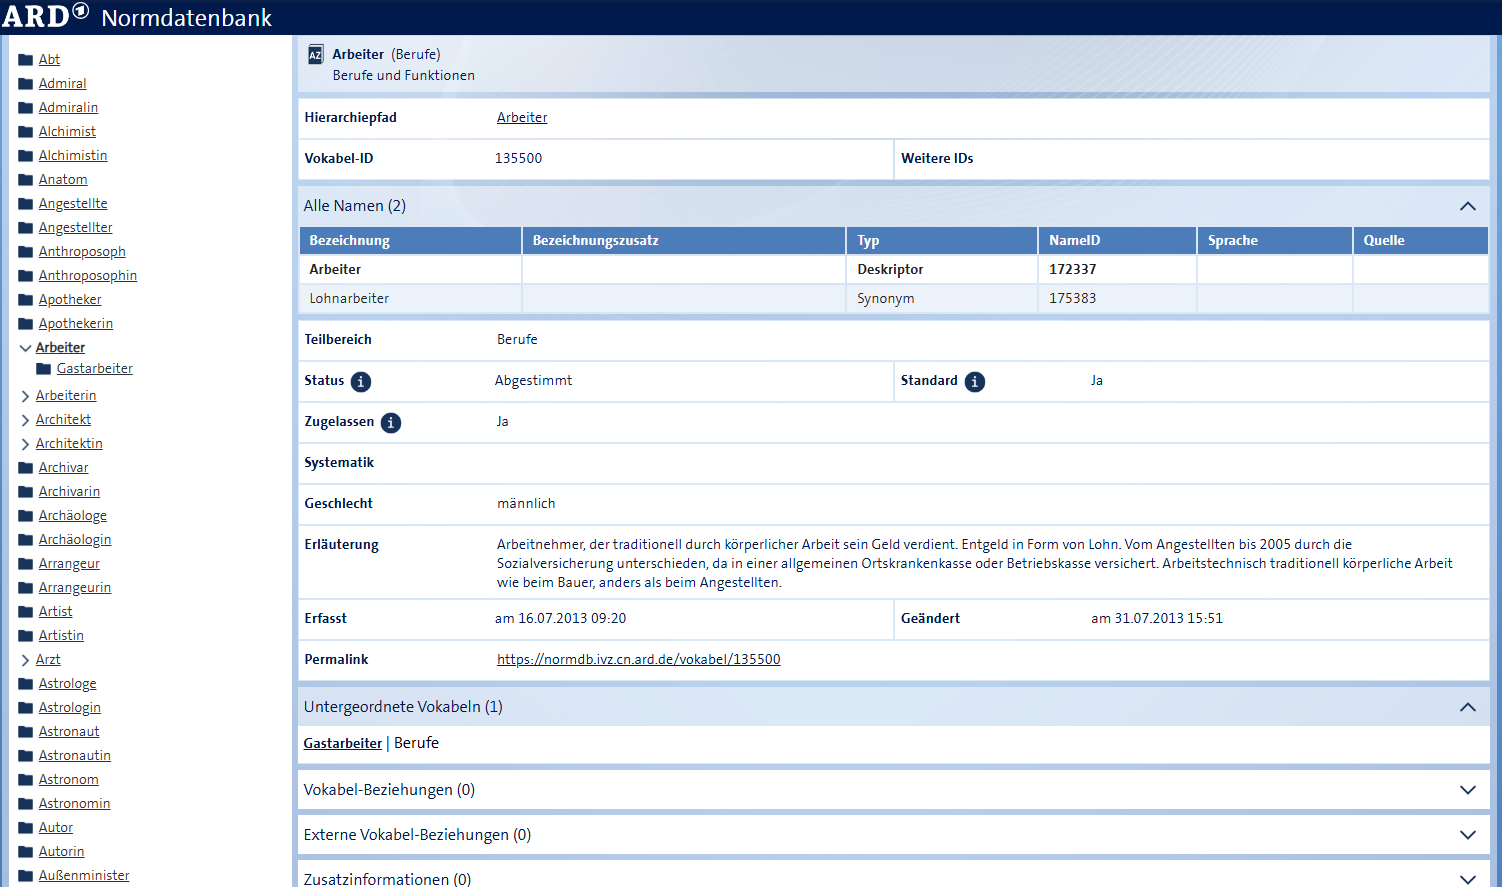 ARD 1 Normdatenbank
Abt
Admiral
Admiralin
Alchimist
Alchimistin
Anatom
Angestellte
Angestellter
Anthroposoph
Anthroposophin
Apotheker
Apothekerin
Arbeiter
Gastarbeiter
Arbeiterin
Architekt
Architektin
Archivar
Archivarin
Archäologe
Archäologin
Arrangeur
Arrangeurin
Artist
Artistin
Arzt
Astrologe
Astrologin
Astronaut
Astronautin
Astronom
Astronomin
Autor
Autorin
Außenminister
AZ Arbeiter (Berufe)
Berufe und Funktionen
Hierarchiepfad Arbeiter
Vokabel-ID 135500 Weitere IDs
Alle Namen (2)
Bezeichnung Bezeichnungszusatz Typ NameID Sprache Quelle
Arbeiter Deskriptor 172337
Lohnarbeiter Synonym 175383
Teilbereich Berufe
Status i Abgestimmt Standard i Ja
Zugelassen i Ja
Systematik
Geschlecht männlich
Erläuterung Arbeitnehmer, der traditionell durch körperlicher Arbeit sein Geld verdient. Entgeld in Form von Lohn. Vom Angestellten bis 2005 durch die
Sozialversicherung unterschieden, da in einer allgemeinen Ortskrankenkasse oder Betriebskasse versichert. Arbeitstechnisch traditionell körperliche Arbeit
wie beim Bauer, anders als beim Angestellten.
Erfasst am 16.07.2013 09:20 Geändert am 31.07.2013 15:51
Permalink https://normdb.ivz.cn.ard.de/vokabel/135500
Untergeordnete Vokabeln (1)
Gastarbeiter | Berufe
Vokabel-Beziehungen (0)
Externe Vokabel-Beziehungen (0)
Zusatzinformationen (0)